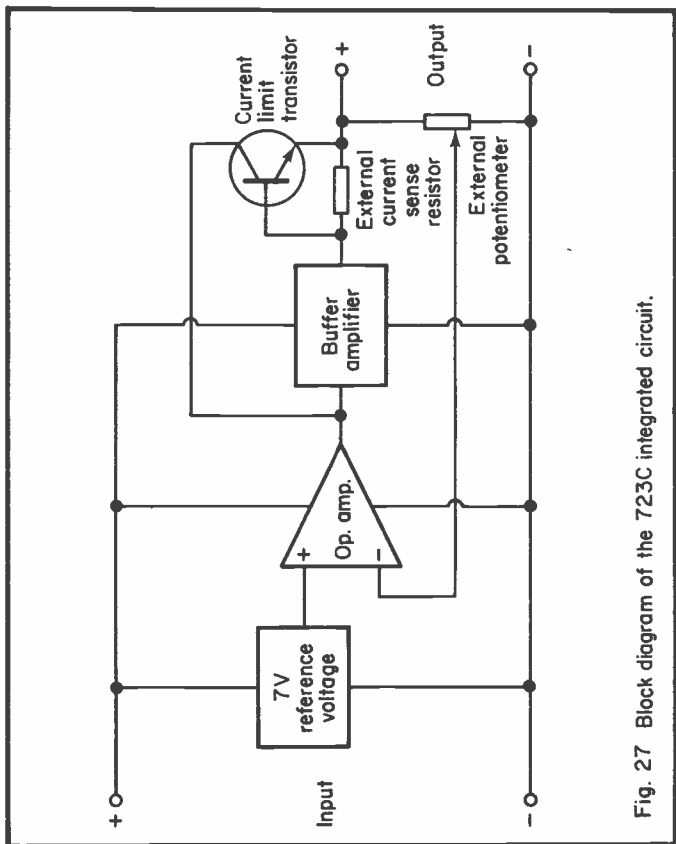 +
Input
-
7V
reference
voltage
+
Op. amp.
-
Buffer
amplifier
Current
limit
transistor
External
current
sense
resistor
External
potentiometer
+
Output
-
Fig. 27 Block diagram of the 723C integrated circuit.